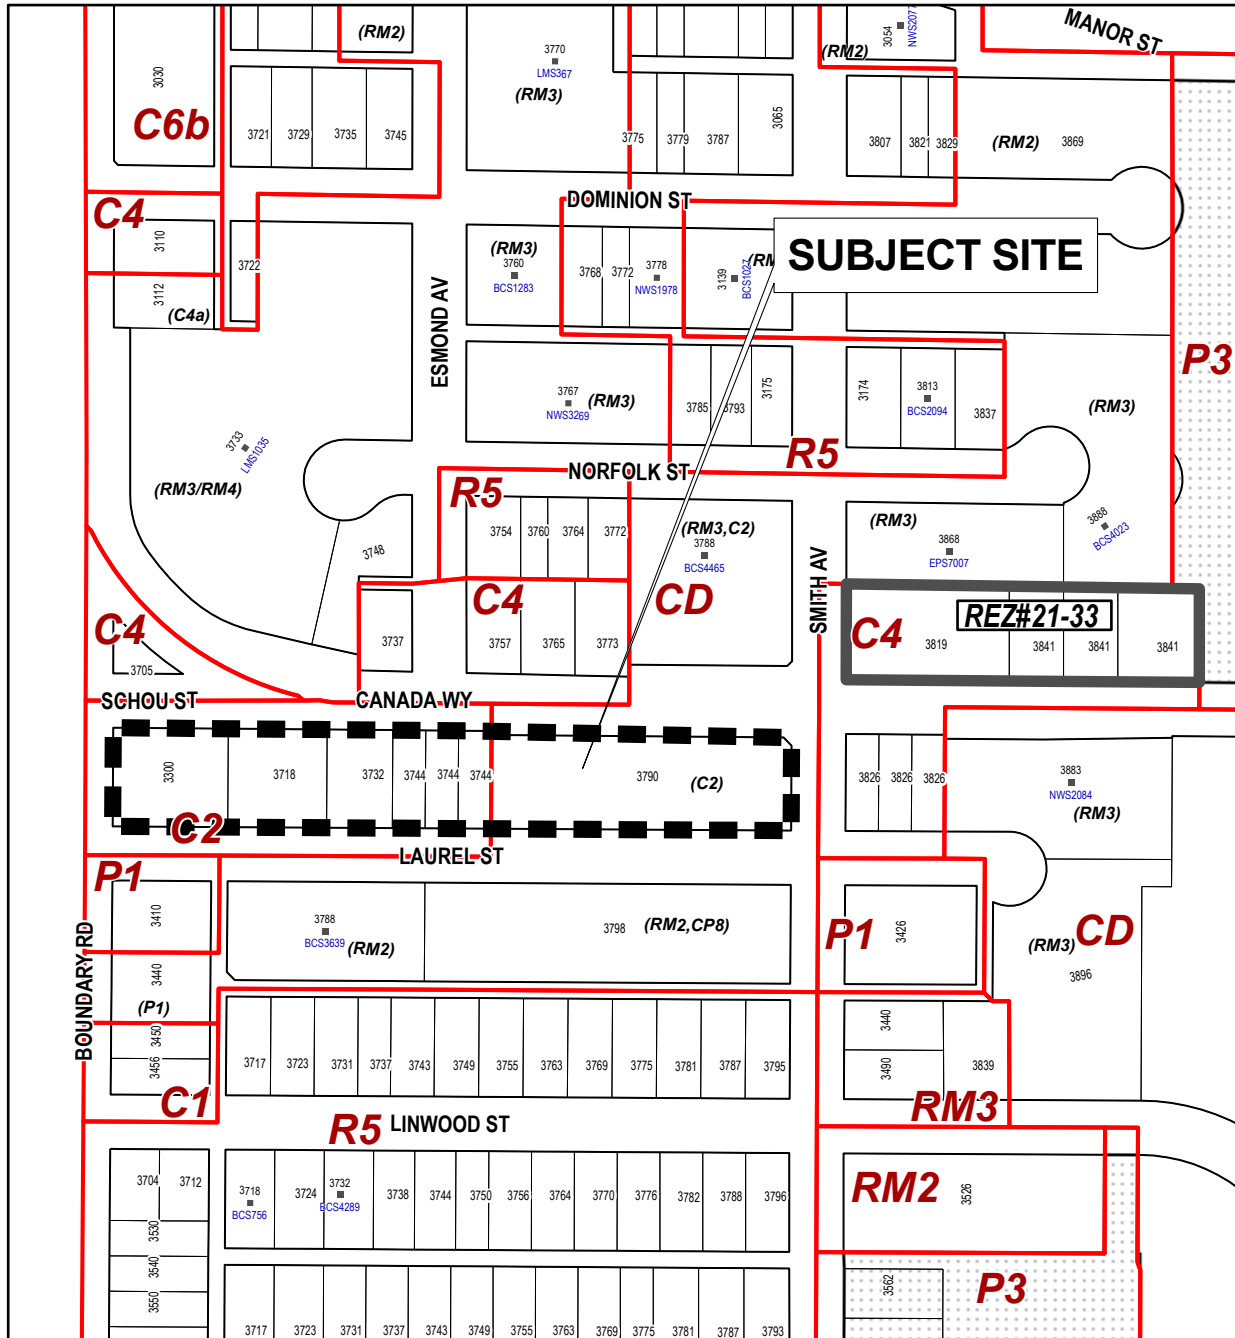 MANOR ST
(RM2)
3770
LMS367
(RM3)
(RM2)
3054
NWS2077
3030
C6b
3721
3729
3735
3745
3775
3779
3787
3065
3807
3821
3829
(RM2)
3869
C4
DOMINION ST
3110
3112
(C4a)
3722
ESMOND AV
(RM3)
3760
BCS1283
3768
3772
3778
NWS1978
3139
BCS1027
(RM
SUBJECT SITE
P3
3767
NWS3269
(RM3)
3785
3793
3175
3174
3813
BCS2094
3837
(RM3)
3733
LMS1035
(RM3/RM4)
R5
NORFOLK ST
R5
3754
3760
3764
3772
(RM3,C2)
3788
BCS4465
(RM3)
3868
EPS7007
3888
BCS4023
3748
SMITH AV
C4
CD
C4
REZ#21-33
3819
3841
3841
3841
C4
3705
3737
3757
3765
3773
SCHOU ST
CANADA WY
3300
3718
3732
3744
3744
3744
3790
(C2)
3826
3826
3826
3883
NWS2084
(RM3)
C2
LAUREL ST
P1
3410
3788
BCS3639
(RM2)
3798
(RM2,CP8)
P1
3426
(RM3)
CD
3896
BOUNDARY RD
3440
(P1)
3450
3456
3717
3723
3731
3737
3743
3749
3755
3763
3769
3775
3781
3787
3795
3440
3490
3839
C1
RM3
R5
LINWOOD ST
3704
3712
3718
BCS756
3724
3732
BCS4289
3738
3744
3750
3756
3764
3770
3776
3782
3788
3796
RM2
3526
3530
3540
3550
3562
P3
3717
3723
3731
3737
3743
3749
3755
3763
3769
3775
3781
3787
3793